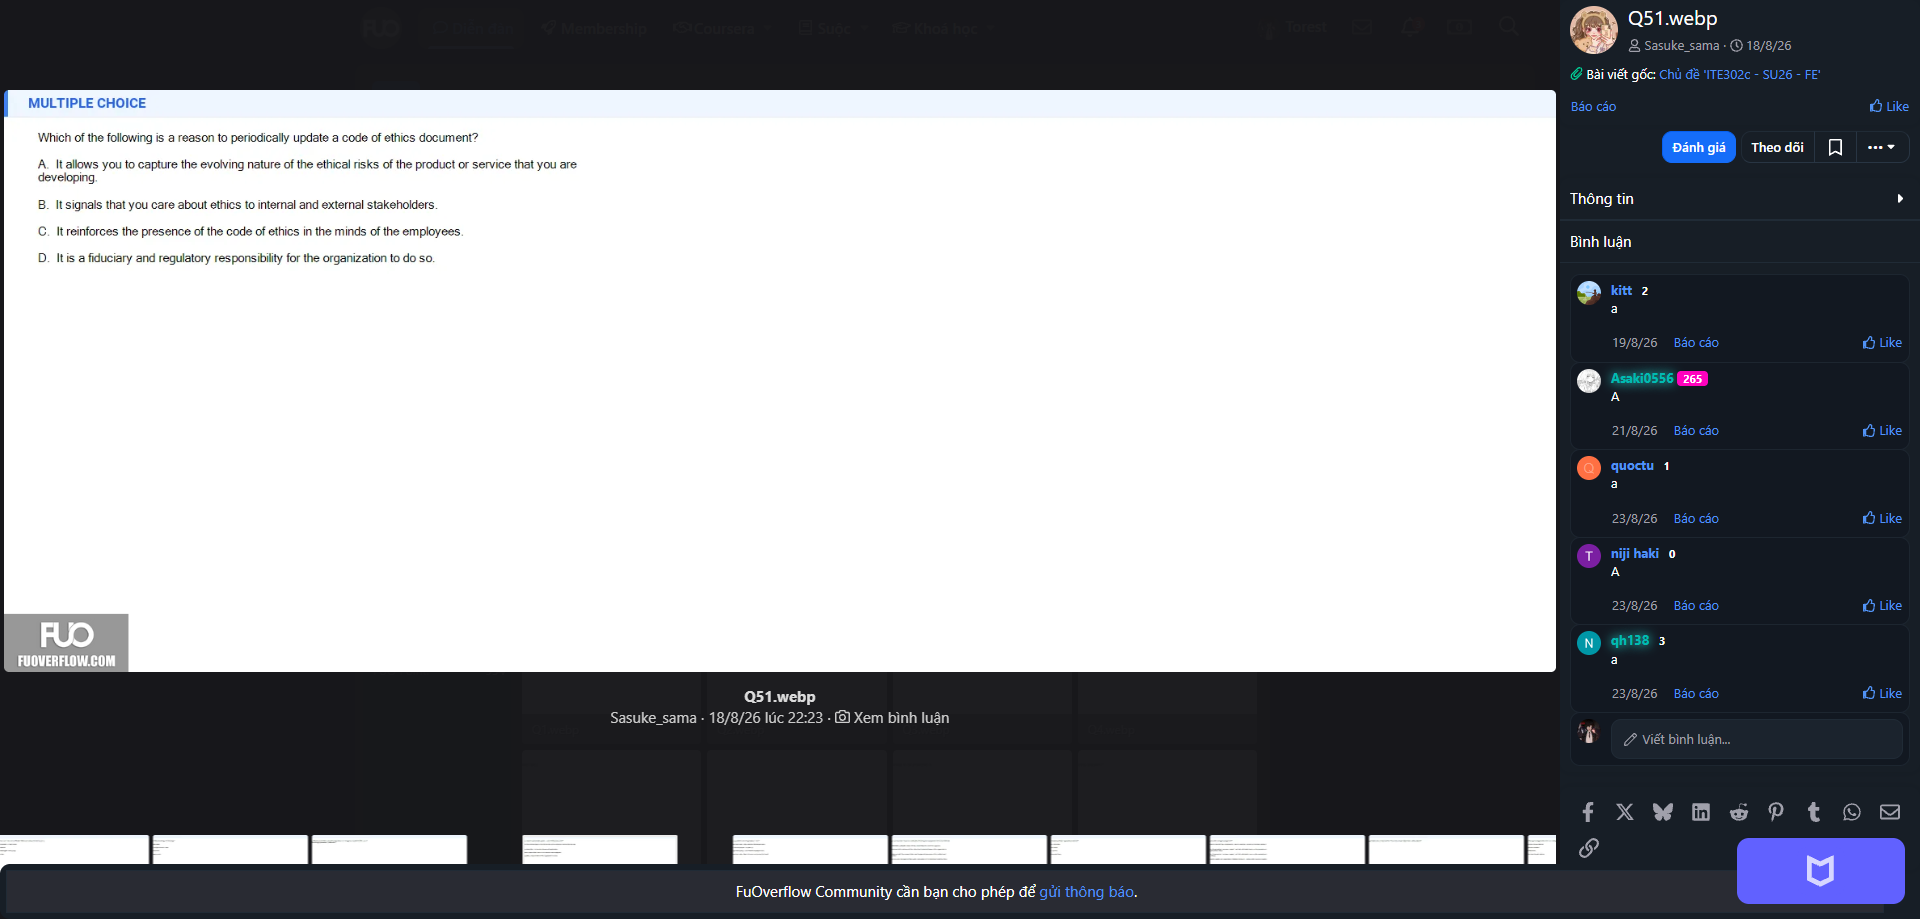 FUO
Membership
Coursera
Torest
MULTIPLE CHOICE
Which of the following is a reason to periodically update a code of ethics document?
A. It allows you to capture the evolving nature of the ethical risks of the product or service that you are
developing.
B. It signals that you care about ethics to internal and external stakeholders.
C. It reinforces the presence of the code of ethics in the minds of the employees.
D. It is a fiduciary and regulatory responsibility for the organization to do so.
FUO
FUOVERFLOW.COM
Q51.webp
Sasuke_sama · 18/8/26 lúc 22:23 · Xem bình luận
Q51.webp
Sasuke_sama · 18/8/26
Bài viết gốc: Chủ đề 'ITE302c - SU26 - FE'
Báo cáo Like
Đánh giá Theo dõi
Thông tin
Bình luận
kitt 2
a
19/8/26 Báo cáo Like
Asaki0556 265
A
21/8/26 Báo cáo Like
Q quoctu 1
a
23/8/26 Báo cáo Like
T niji haki 0
A
23/8/26 Báo cáo Like
N qh138 3
a
23/8/26 Báo cáo Like
Viết bình luận...
FuOverflow Community cần bạn cho phép để gửi thông báo.